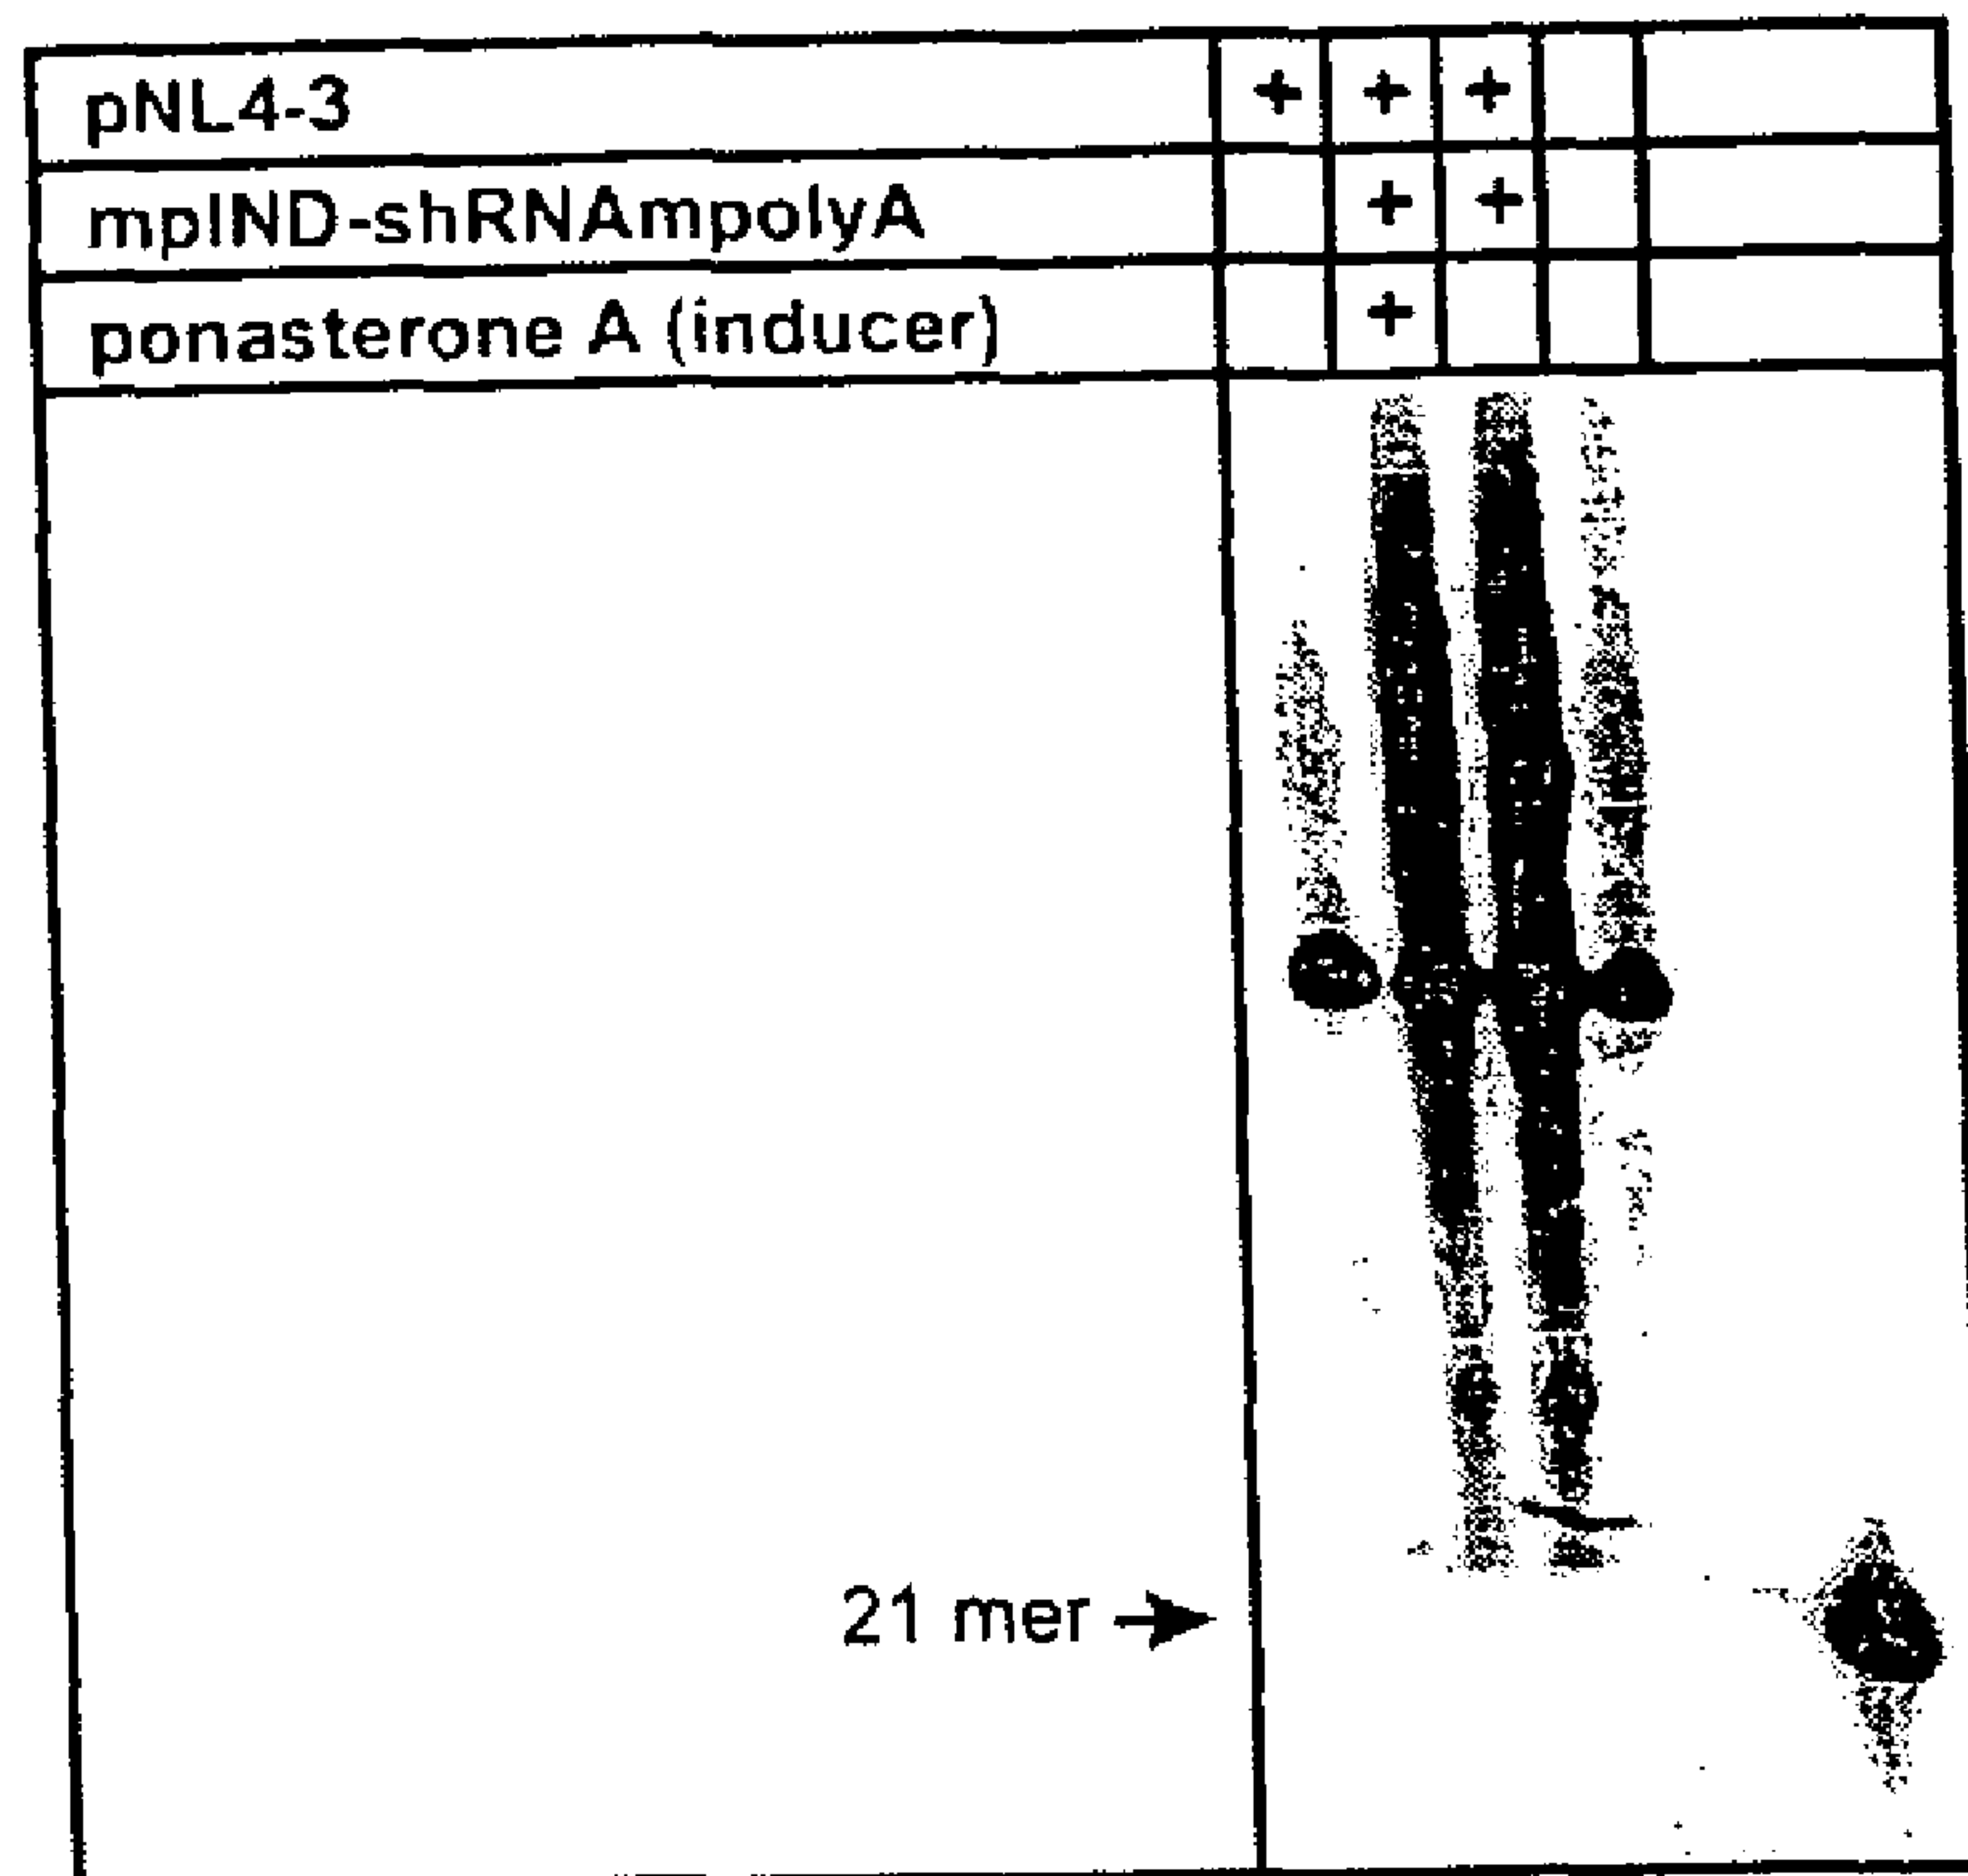 pNL4-3 + + +
mpIND-shRNAmpolyA + +
ponasterone A (inducer) +
21 mer